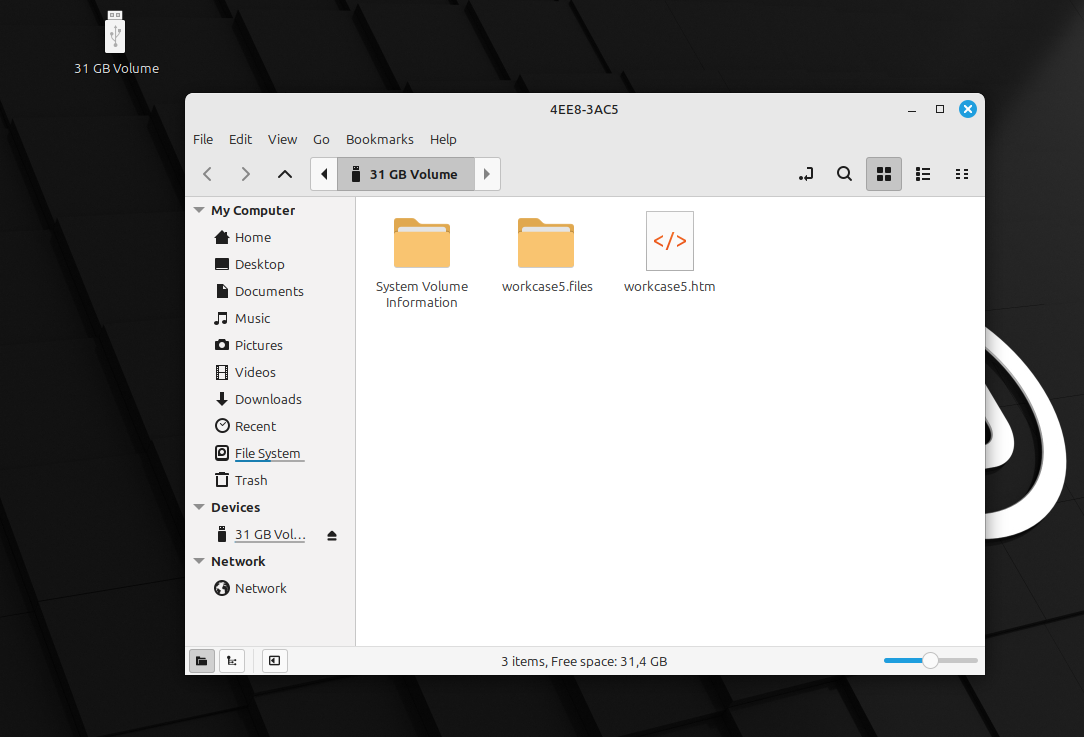 31 GB Volume
4EE8-3AC5
File Edit View Go Bookmarks Help
31 GB Volume
My Computer
Home
Desktop
Documents
Music
Pictures
Videos
Downloads
Recent
File System
Trash
Devices
31 GB Vol...
Network
Network
System Volume
Information
workcase5.files
</>
workcase5.htm
3 items, Free space: 31,4 GB